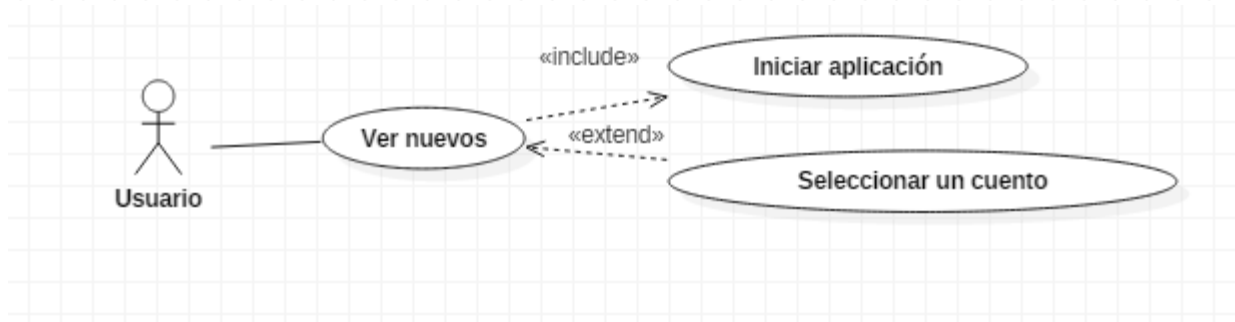 «include»
Iniciar aplicación
Ver nuevos
«extend»
Seleccionar un cuento
Usuario